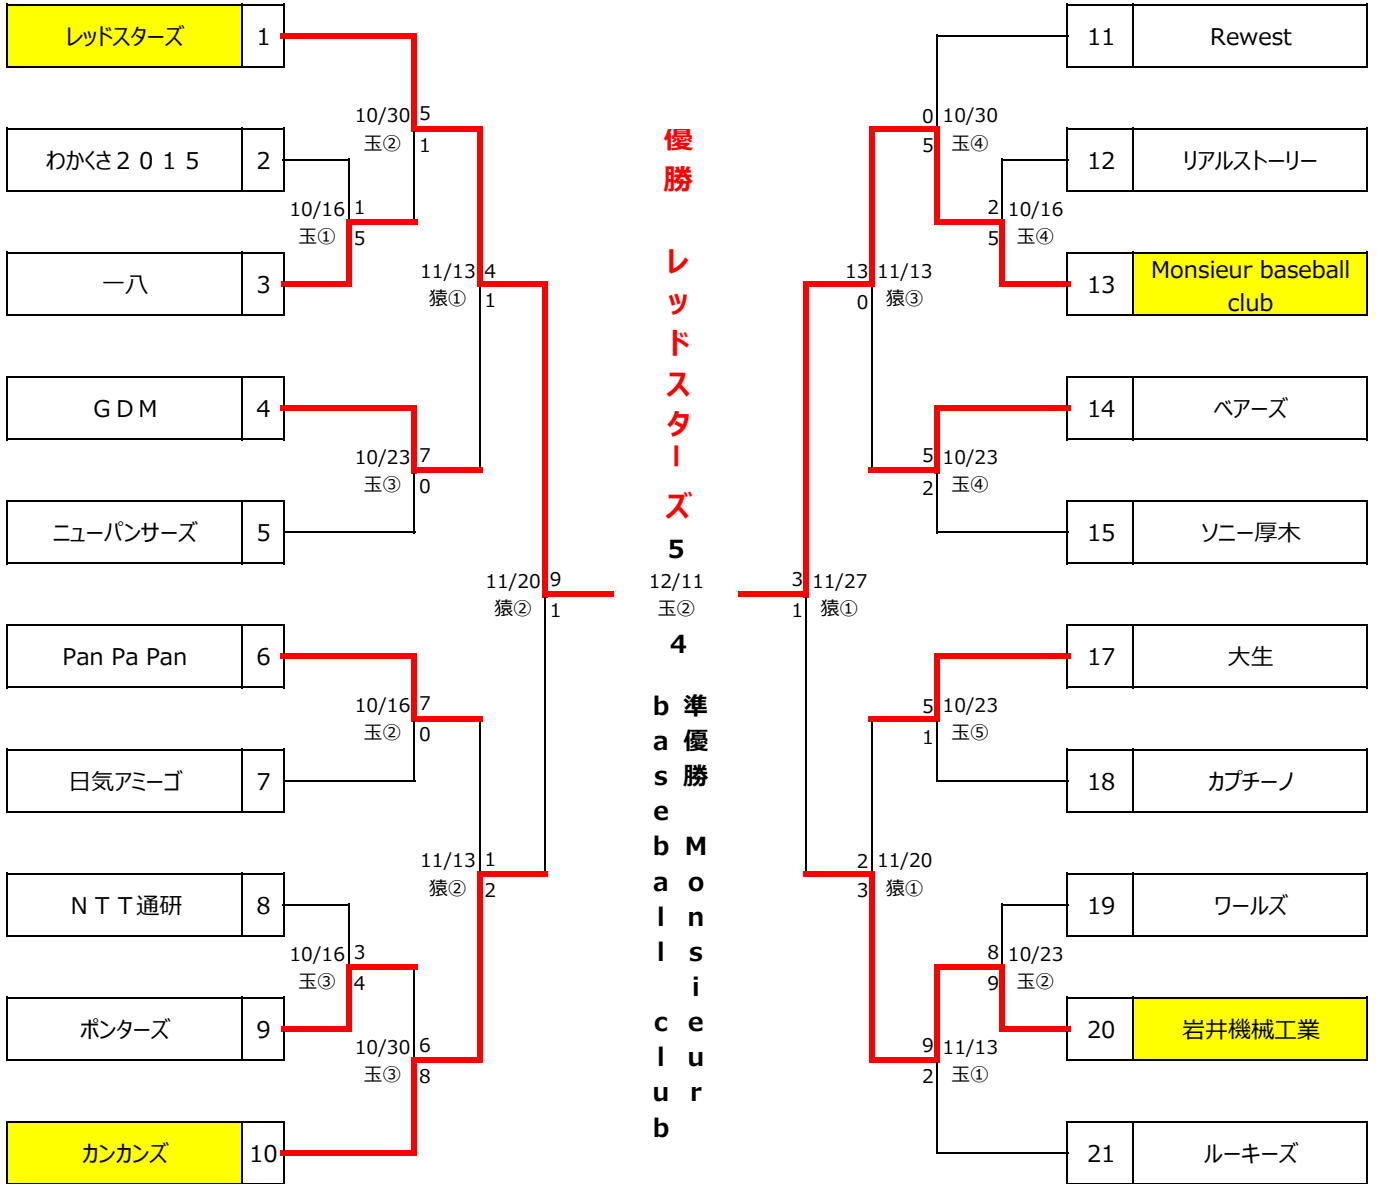 レッドスターズ 1
10/30 5
玉② 1
わかくさ２０１５ 2
10/16 1
玉① 5
一八 3
11/13 4
猿① 1
ＧＤＭ 4
10/23 7
玉③ 0
ニューパンサーズ 5
11/20 9
猿② 1
Pan Pa Pan 6
10/16 7
玉② 0
日気アミーゴ 7
11/13 1
猿② 2
ＮＴＴ通研 8
10/16 3
玉③ 4
ポンターズ 9
10/30 6
玉③ 8
カンカンズ 10
優勝 レッドスターズ
5
12/11
玉②
4
準優勝 Monsieur
baseball club
11 Rewest
0 10/30
5 玉④
12 リアルストーリー
2 10/16
5 玉④
13 Monsieur baseball
club
13 11/13
0 猿③
14 ベアーズ
5 10/23
2 玉④
15 ソニー厚木
3 11/27
1 猿①
17 大生
5 10/23
1 玉⑤
18 カプチーノ
2 11/20
3 猿①
19 ワールズ
8 10/23
9 玉②
20 岩井機械工業
9 11/13
2 玉①
21 ルーキーズ